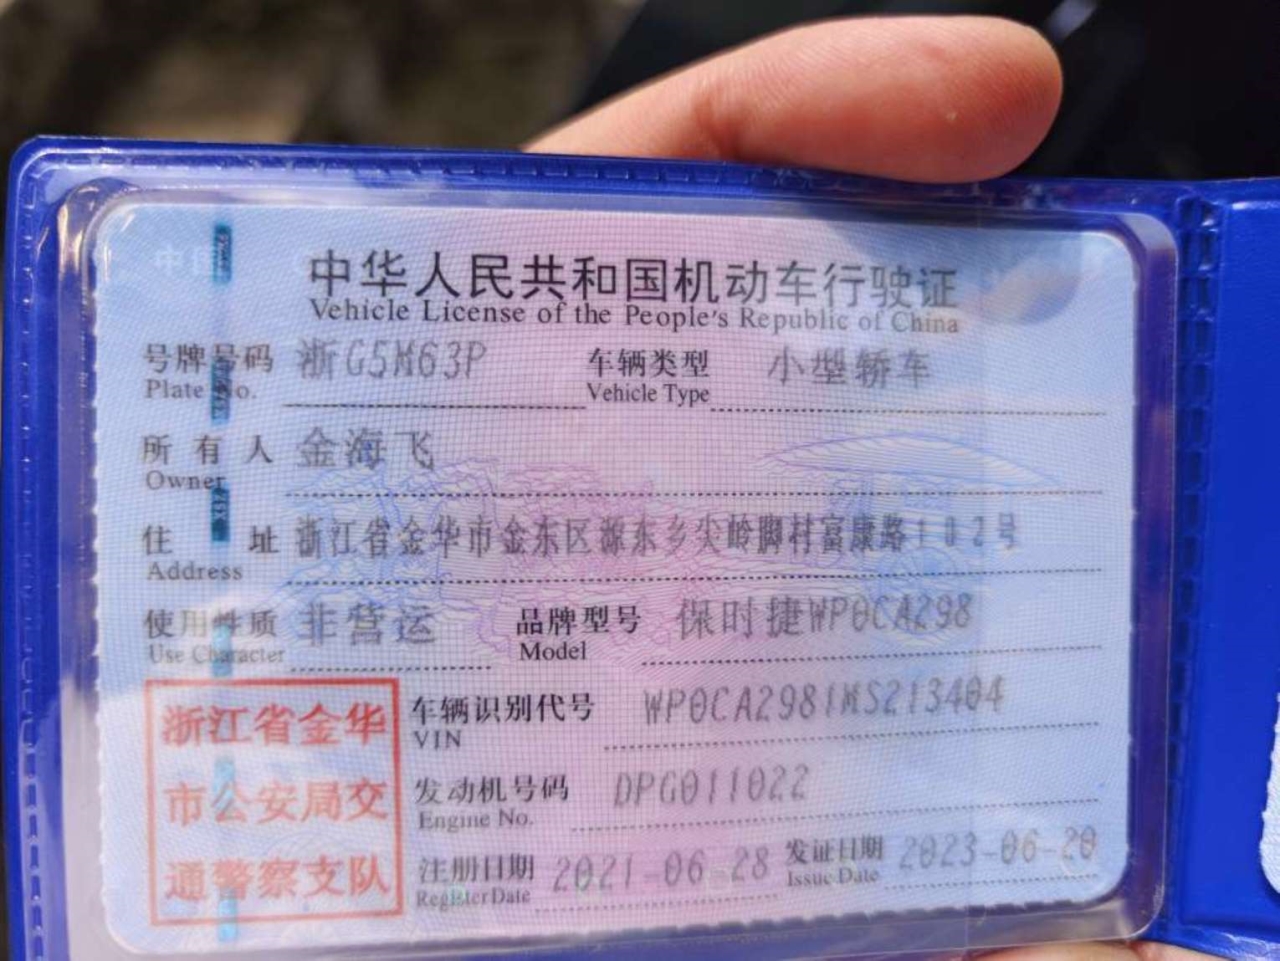 中华人民共和国机动车行驶证
Vehicle License of the People's Republic of China
号牌号码 浙G5M63P 车辆类型 小型轿车
Plate No. Vehicle Type
所有人 金海飞
Owner
住址 浙江省金华市金东区源东乡尖岭脚村富康路102号
Address
使用性质 非营运 品牌型号 保时捷WP0CA298
Use Character Model
浙江省金华
市公安局交
通警察支队
车辆识别代号 WP0CA2981MS213404
VIN
发动机号码 DPG011022
Engine No.
注册日期 2021-06-28 发证日期 2023-06-20
Register Date Issue Date